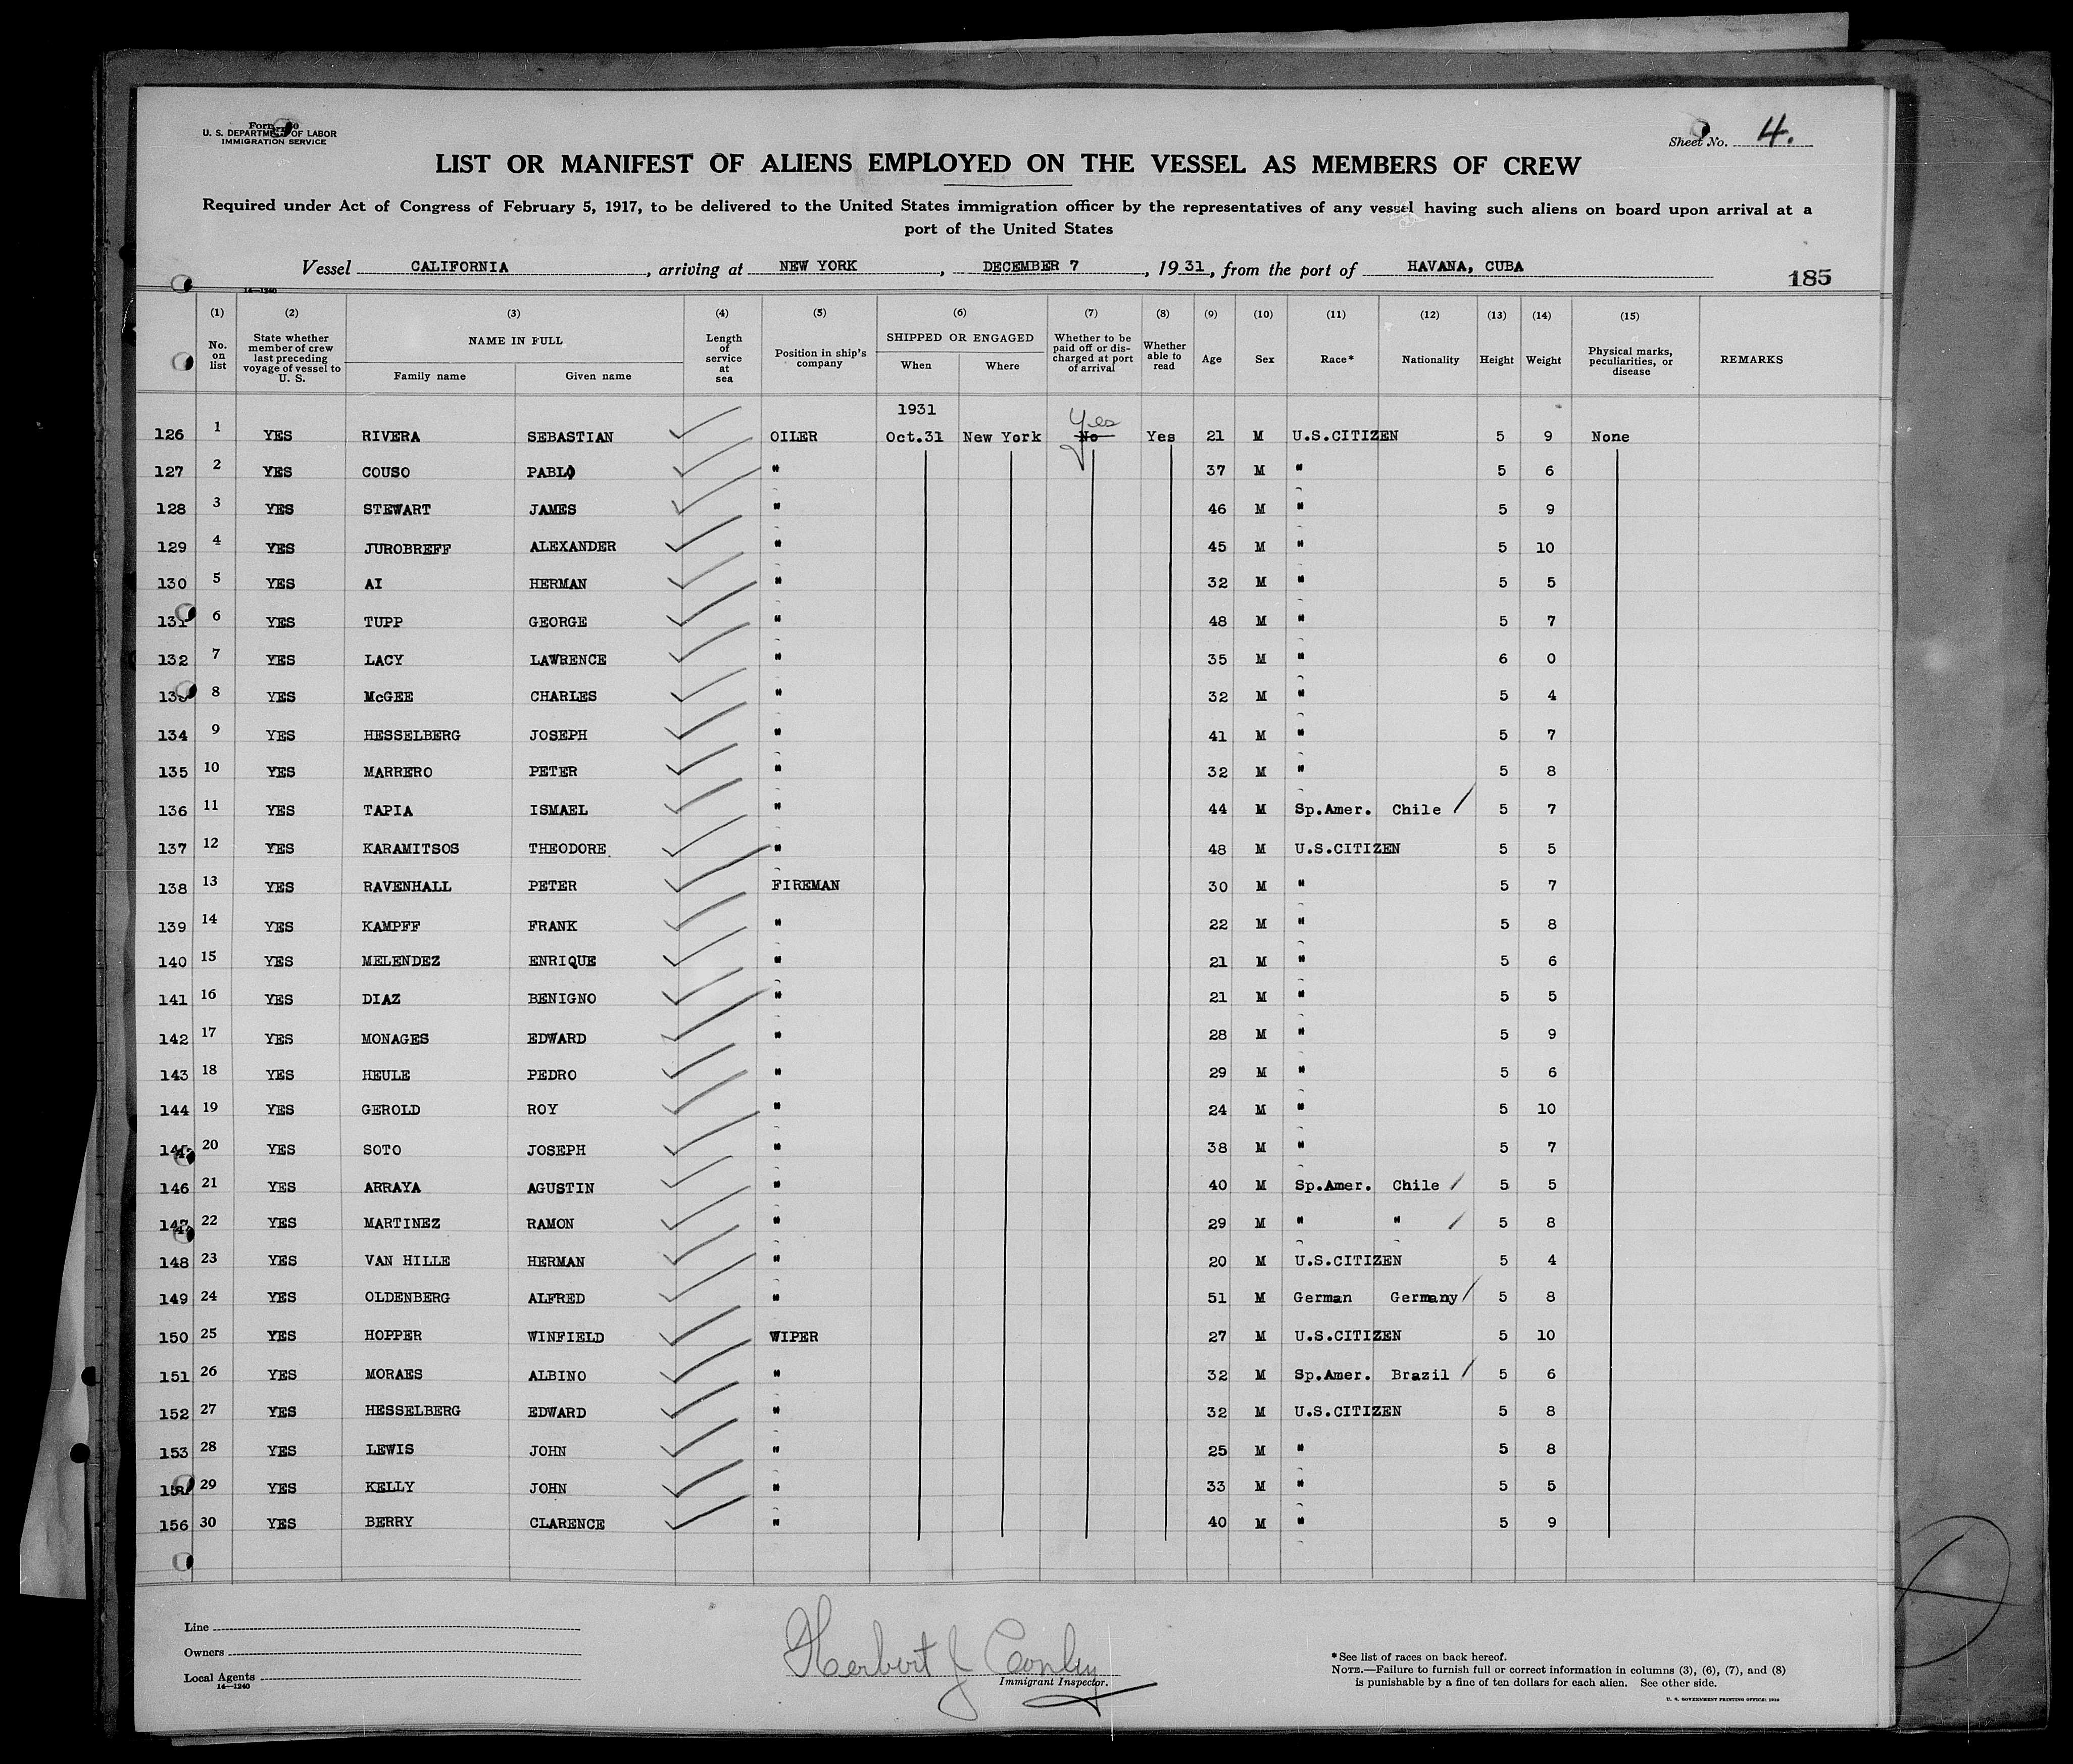 Form
U. S. DEPARTMENT OF LABOR
IMMIGRATION SERVICE
Sheet No. 4.
LIST OR MANIFEST OF ALIENS EMPLOYED ON THE VESSEL AS MEMBERS OF CREW
Required under Act of Congress of February 5, 1917, to be delivered to the United States immigration officer by the representatives of any vessel having such aliens on board upon arrival at a
port of the United States
Vessel CALIFORNIA, arriving at NEW YORK, DECEMBER 7, 1931, from the port of HAVANA, CUBA
185
14—1240
(1) (2) (3) (4) (5) (6) (7) (8) (9) (10) (11) (12) (13) (14) (15)
No. on list State whether member of crew last preceding voyage of vessel to U. S. NAME IN FULL Family name Given name Length of service at sea Position in ship's company SHIPPED OR ENGAGED When Where Whether to be paid off or discharged at port of arrival Whether able to read Age Sex Race* Nationality Height Weight Physical marks, peculiarities, or disease REMARKS
1931 Yes
126 1 YES RIVERA SEBASTIAN OILER Oct.31 New York No Yes 21 M U.S.CITIZEN 5 9 None
127 2 YES COUSO PABLO " 37 M " 5 6
128 3 YES STEWART JAMES " 46 M " 5 9
129 4 YES JUROBREFF ALEXANDER " 45 M " 5 10
130 5 YES AI HERMAN " 32 M " 5 5
131 6 YES TUPP GEORGE " 48 M " 5 7
132 7 YES LACY LAWRENCE " 35 M " 6 0
133 8 YES McGEE CHARLES " 32 M " 5 4
134 9 YES HESSELBERG JOSEPH " 41 M " 5 7
135 10 YES MARRERO PETER " 32 M " 5 8
136 11 YES TAPIA ISMAEL " 44 M Sp.Amer. Chile 5 7
137 12 YES KARAMITSOS THEODORE " 48 M U.S.CITIZEN 5 5
138 13 YES RAVENHALL PETER FIREMAN 30 M " 5 7
139 14 YES KAMPFF FRANK " 22 M " 5 8
140 15 YES MELENDEZ ENRIQUE " 21 M " 5 6
141 16 YES DIAZ BENIGNO " 21 M " 5 5
142 17 YES MONAGES EDWARD " 28 M " 5 9
143 18 YES HEULE PEDRO " 29 M " 5 6
144 19 YES GEROLD ROY " 24 M " 5 10
145 20 YES SOTO JOSEPH " 38 M " 5 7
146 21 YES ARRAYA AGUSTIN " 40 M Sp.Amer. Chile 5 5
147 22 YES MARTINEZ RAMON " 29 M " " 5 8
148 23 YES VAN HILLE HERMAN " 20 M U.S.CITIZEN 5 4
149 24 YES OLDENBERG ALFRED " 51 M German Germany 5 8
150 25 YES HOPPER WINFIELD WIPER 27 M U.S.CITIZEN 5 10
151 26 YES MORAES ALBINO " 32 M Sp.Amer. Brazil 5 6
152 27 YES HESSELBERG EDWARD " 32 M U.S.CITIZEN 5 8
153 28 YES LEWIS JOHN " 25 M " 5 8
29 YES KELLY JOHN " 33 M " 5 5
156 30 YES BERRY CLARENCE " 40 M " 5 9
Line
Owners
Local Agents
14—1240
Herbert J Conley
Immigrant Inspector.
*See list of races on back hereof.
NOTE.—Failure to furnish full or correct information in columns (3), (6), (7), and (8)
is punishable by a fine of ten dollars for each alien. See other side.
U. S. GOVERNMENT PRINTING OFFICE: